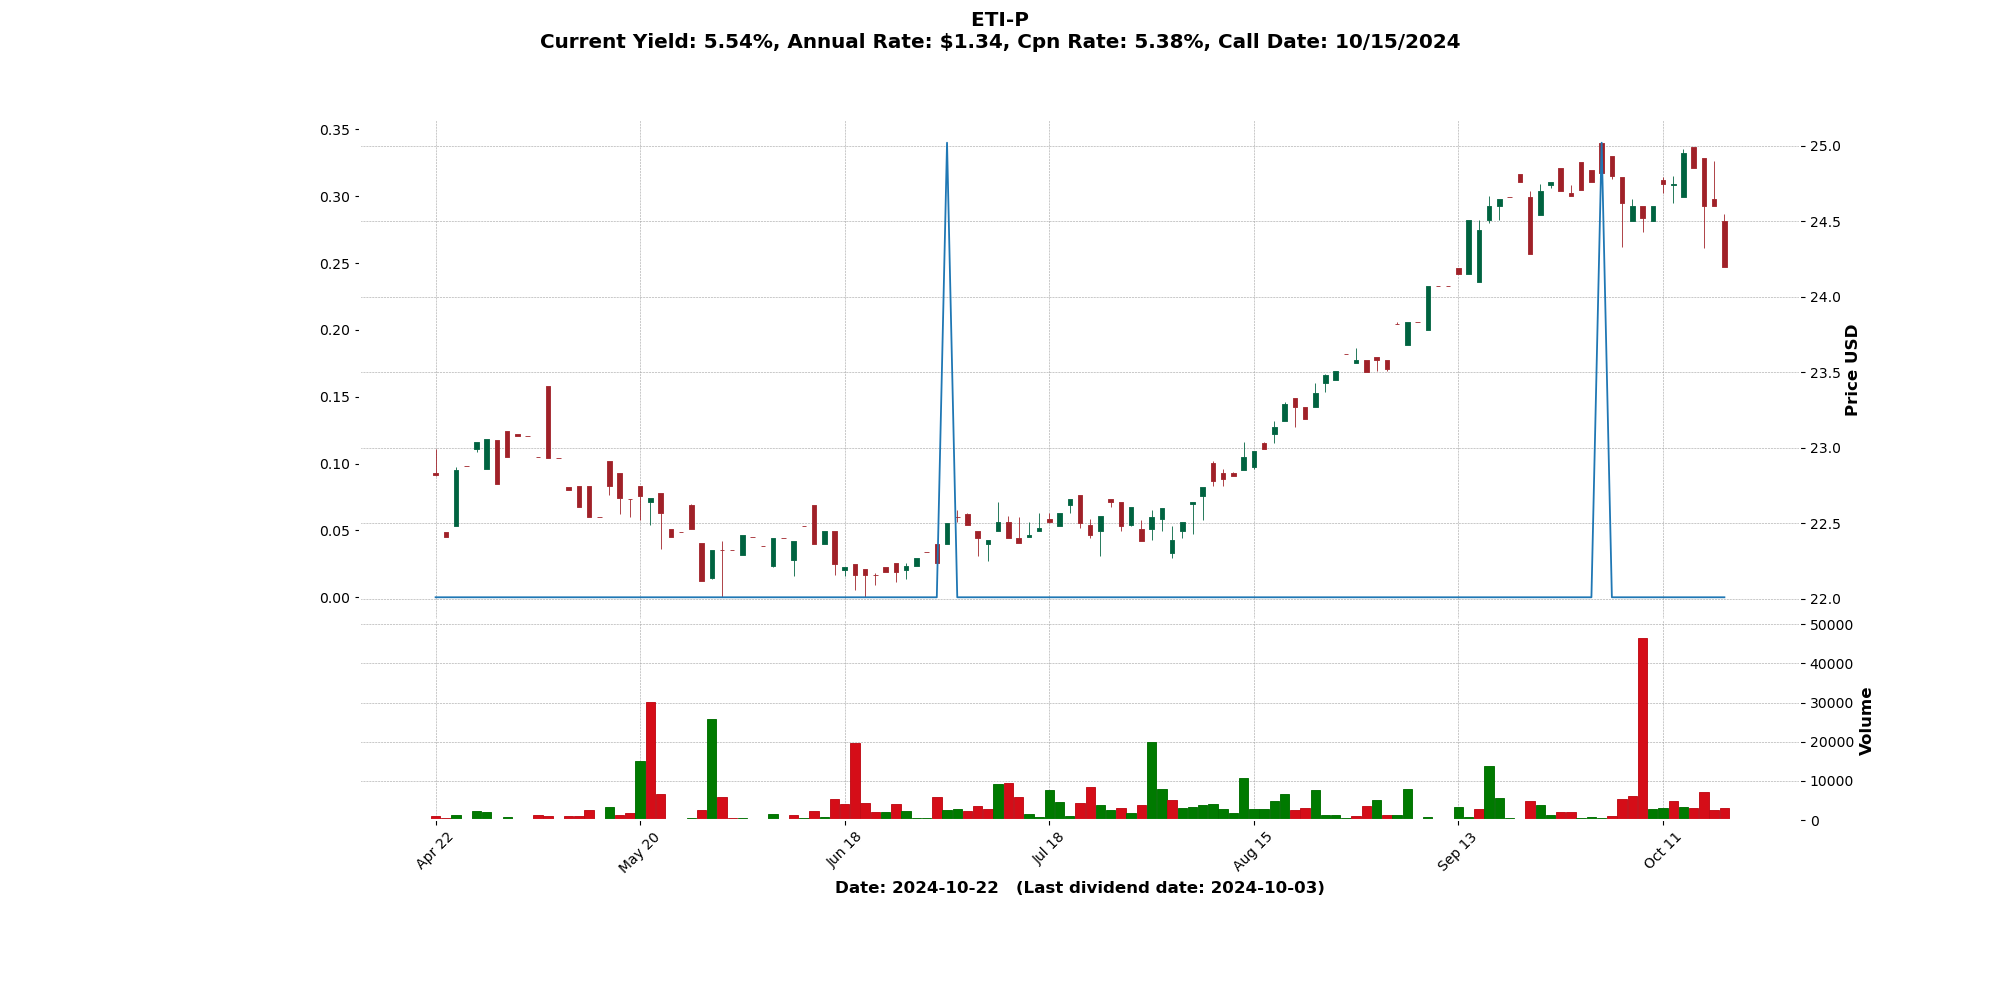 ETI-P
Current Yield: 5.54%, Annual Rate: $1.34, Cpn Rate: 5.38%, Call Date: 10/15/2024
0.35
0.30
0.25
0.20
0.15
0.10
0.05
0.00
25.0
24.5
24.0
23.5
23.0
22.5
22.0
Price USD
50000
40000
30000
20000
10000
0
Volume
Apr 22
May 20
Jun 18
Jul 18
Aug 15
Sep 13
Oct 11
Date: 2024-10-22 (Last dividend date: 2024-10-03)